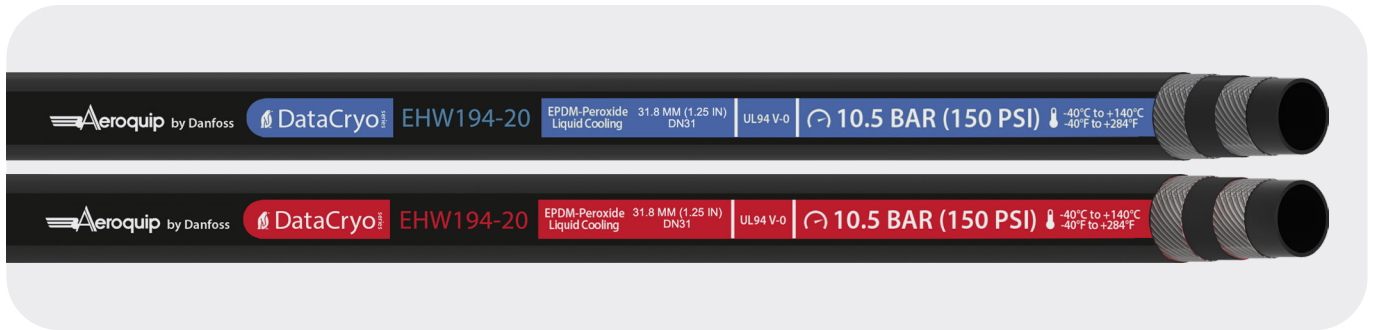 Aeroquip by Danfoss DataCryo series EHW194-20 EPDM-Peroxide 31.8 MM (1.25 IN) UL94 V-0 10.5 BAR (150 PSI) -40°C to +140°C
Liquid Cooling DN31 -40°F to +284°F
Aeroquip by Danfoss DataCryo series EHW194-20 EPDM-Peroxide 31.8 MM (1.25 IN) UL94 V-0 10.5 BAR (150 PSI) -40°C to +140°C
Liquid Cooling DN31 -40°F to +284°F